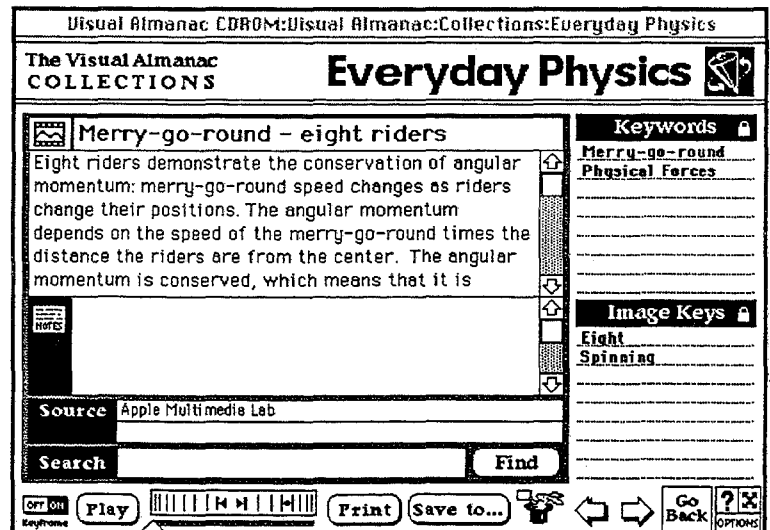 Visual Almanac CDROM:Visual Almanac:Collections:Everyday Physics
The Visual Almanac
COLLECTIONS
Everyday Physics
Merry-go-round - eight riders
Eight riders demonstrate the conservation of angular
momentum: merry-go-round speed changes as riders
change their positions. The angular momentum
depends on the speed of the merry-go-round times the
distance the riders are from the center. The angular
momentum is conserved, which means that it is
NOTES
Source Apple Multimedia Lab
Search
Find
Keywords
Merry-go-round
Physical Forces
Image Keys
Eight
Spinning
OFF ON
Keyframe
Play
Print
Save to...
Go
Back
?
OPTIONS